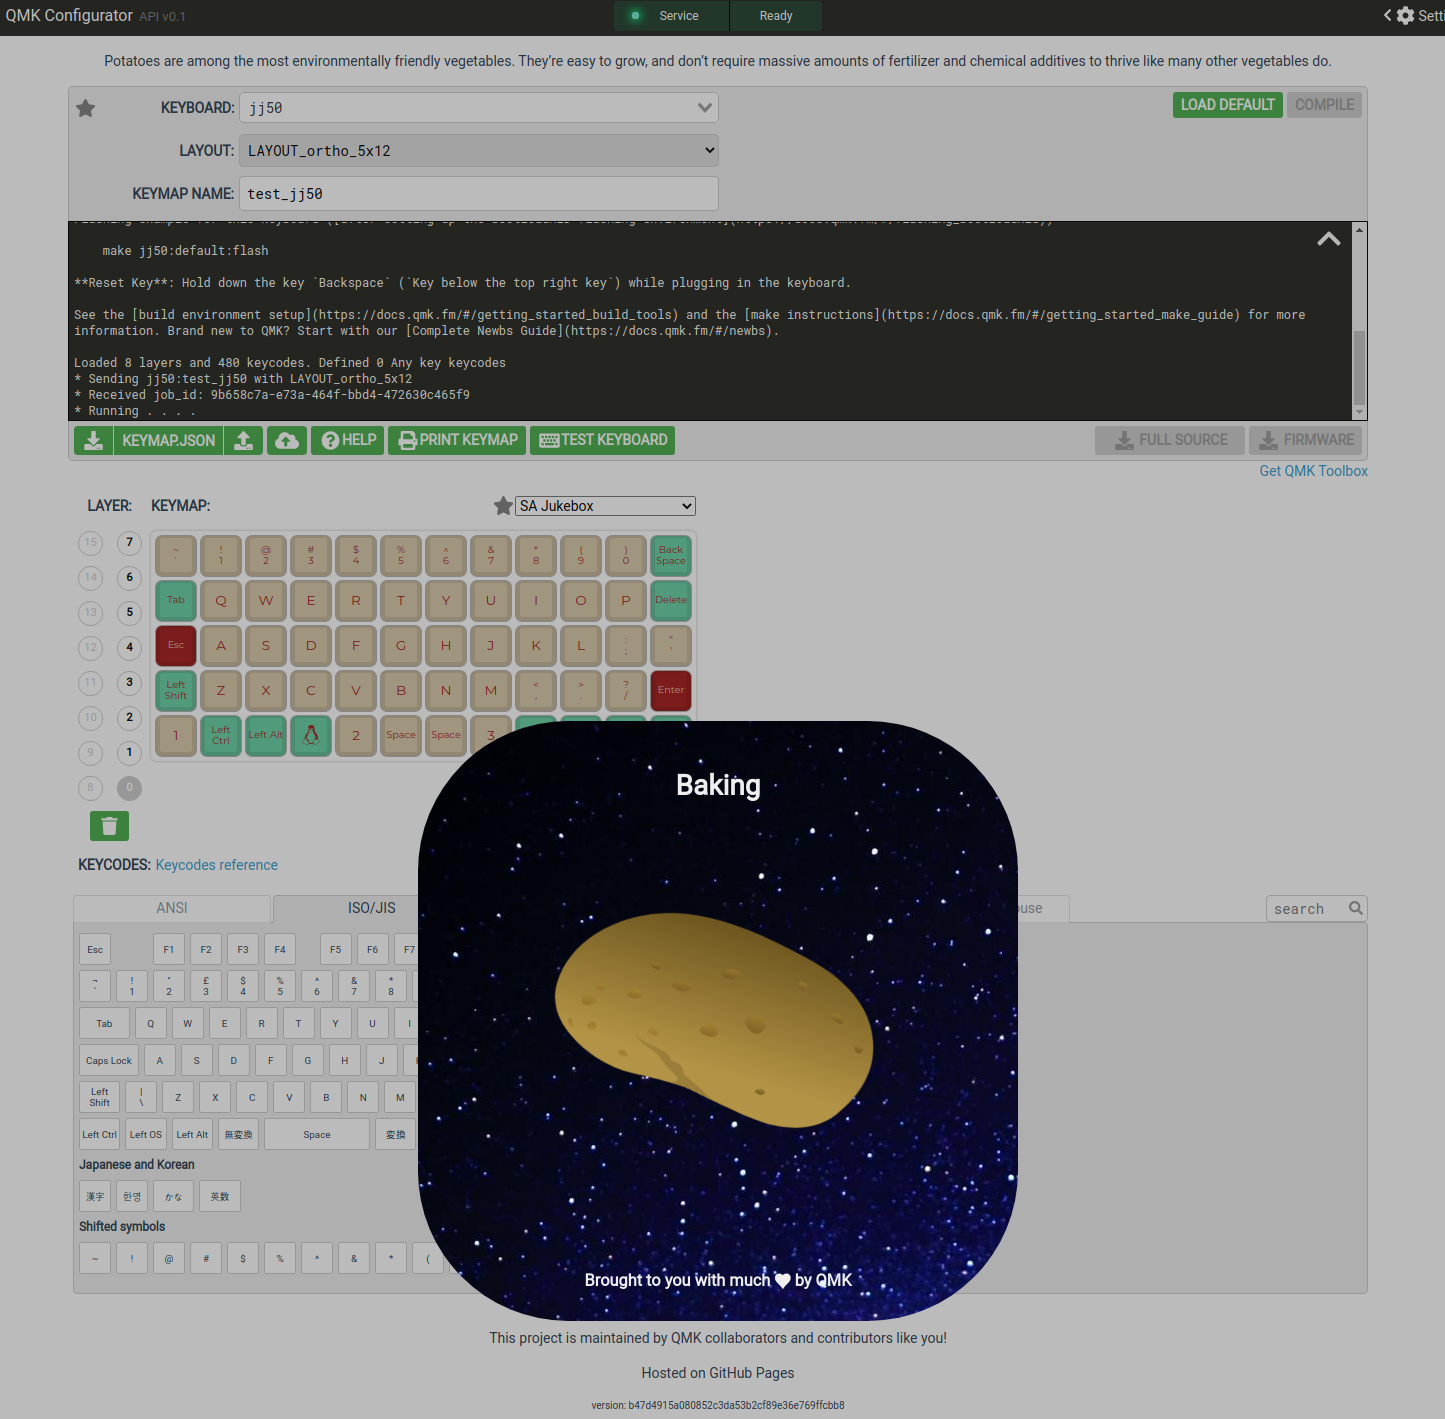 QMK Configurator API v0.1
Service
Ready
Potatoes are among the most environmentally friendly vegetables. They're easy to grow, and don't require massive amounts of fertilizer and chemical additives to thrive like many other vegetables do.
KEYBOARD: jj50
LOAD DEFAULT COMPILE
LAYOUT: LAYOUT_ortho_5x12
KEYMAP NAME: test_jj50
make jj50:default:flash
**Reset Key**: Hold down the key `Backspace` (`Key below the top right key`) while plugging in the keyboard.
See the [build environment setup](https://docs.qmk.fm/#/getting_started_build_tools) and the [make instructions](https://docs.qmk.fm/#/getting_started_make_guide) for more
information. Brand new to QMK? Start with our [Complete Newbs Guide](https://docs.qmk.fm/#/newbs).
Loaded 8 layers and 480 keycodes. Defined 0 Any key keycodes
* Sending jj50:test_jj50 with LAYOUT_ortho_5x12
* Received job_id: 9b658c7a-e73a-464f-bbd4-472630c465f9
* Running . . . .
KEYMAP.JSON HELP PRINT KEYMAP TEST KEYBOARD FULL SOURCE FIRMWARE
Get QMK Toolbox
LAYER: KEYMAP: SA Jukebox
15 7
14 6
13 5
12 4
11 3
10 2
9 1
8 0
~ ! @ # $ % ^ & * ( ) Back
` 1 2 3 4 5 6 7 8 9 0 Space
Tab Q W E R T Y U I O P Delete
Esc A S D F G H J K L : "
; '
Left Z X C V B N M < > ? Enter
Shift , . /
1 Left Ctrl Left Alt 2 Space Space 3
Baking
Brought to you with much ♥ by QMK
KEYCODES: Keycodes reference
ANSI ISO/JIS
search
Esc F1 F2 F3 F4 F5 F6 F7
¬ ! " £ $ % ^ & *
` 1 2 3 4 5 6 7 8
Tab Q W E R T Y U I
Caps Lock A S D F G H J
Left Shift | \ Z X C V B N M
Left Ctrl Left OS Left Alt 無変換 Space 変換
Japanese and Korean
漢字 한영 かな 英数
Shifted symbols
~ ! @ # $ % ^ & * (
This project is maintained by QMK collaborators and contributors like you!
Hosted on GitHub Pages
version: b47d4915a080852c3da53b2cf89e36e769ffcbb8